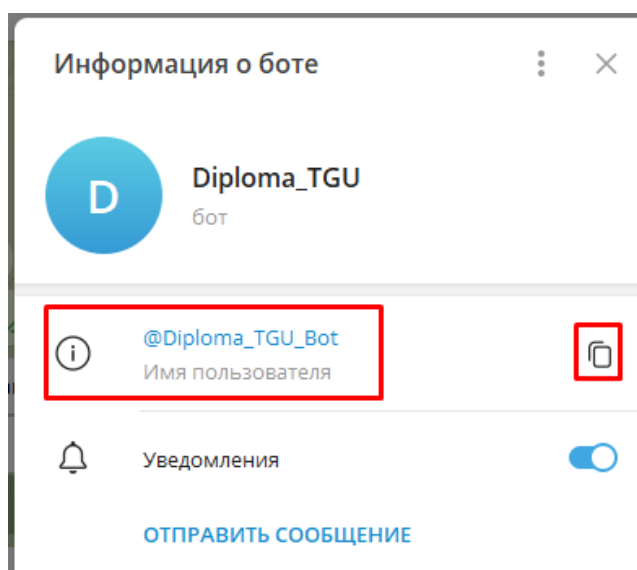 Информация о боте
D
Diploma_TGU
бот
@Diploma_TGU_Bot
Имя пользователя
Уведомления
ОТПРАВИТЬ СООБЩЕНИЕ